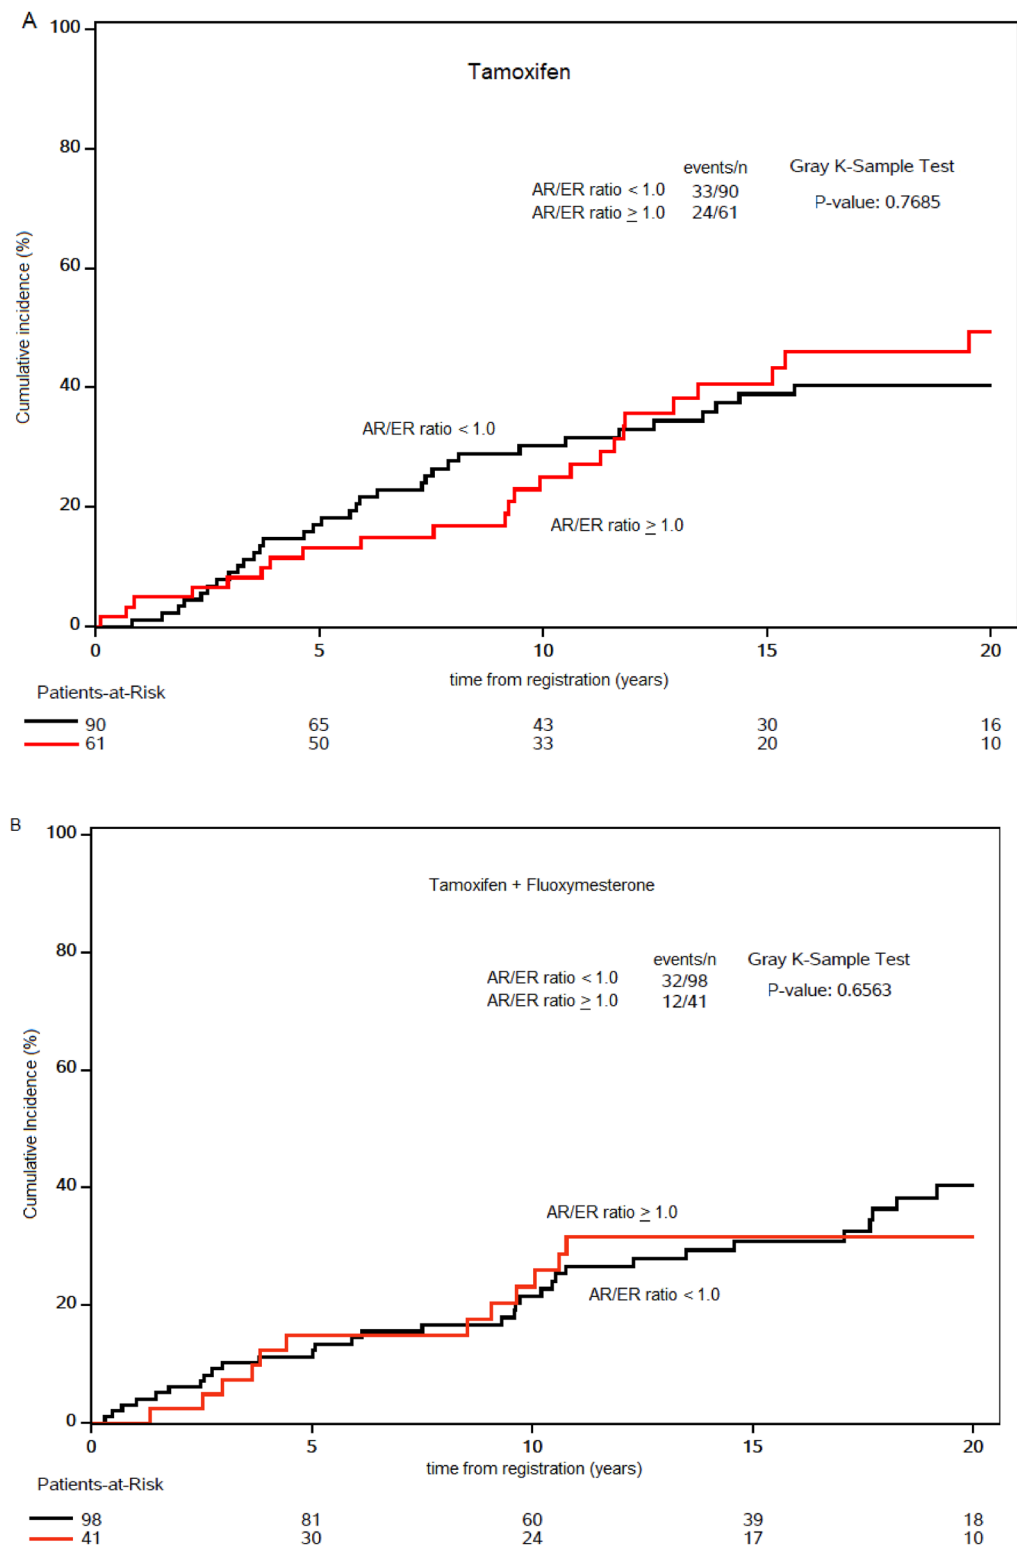 A
100
Tamoxifen
80
events/n Gray K-Sample Test
AR/ER ratio < 1.0 33/90
P-value: 0.7685
AR/ER ratio ≥ 1.0 24/61
60
Cumulative incidence (%)
40
AR/ER ratio < 1.0
20
AR/ER ratio ≥ 1.0
0
0 5 10 15 20
time from registration (years)
Patients-at-Risk
90 65 43 30 16
61 50 33 20 10
B
100
Tamoxifen + Fluoxymesterone
80
events/n Gray K-Sample Test
AR/ER ratio < 1.0 32/98
P-value: 0.6563
AR/ER ratio ≥ 1.0 12/41
60
Cumulative Incidence (%)
40
AR/ER ratio ≥ 1.0
20
AR/ER ratio < 1.0
0
0 5 10 15 20
time from registration (years)
Patients-at-Risk
98 81 60 39 18
41 30 24 17 10